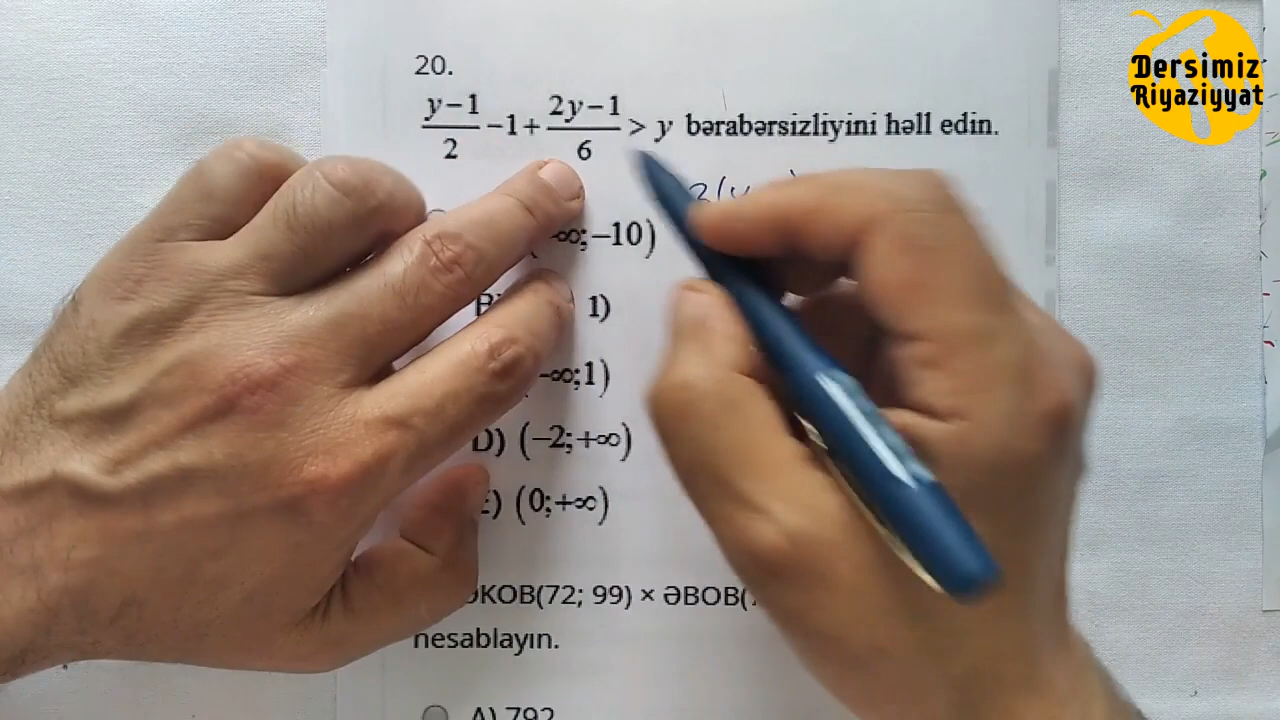 Dersimiz
Riyaziyyat
20.
(y−1)/2 −1+ (2y−1)/6 > y bərabərsizliyini həll edin.
∞;−10)
1)
-∞;1)
D) (−2;+∞)
E) (0;+∞)
ƏKOB(72; 99) × ƏBOB(
hesablayın.
A) 792